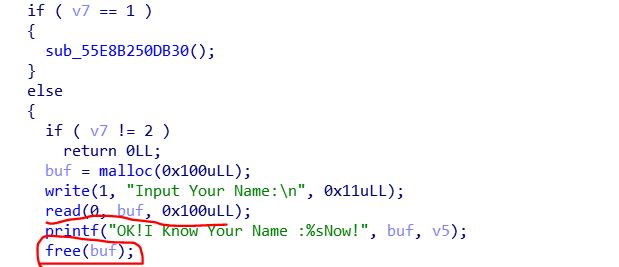 if ( v7 == 1 )
{
sub_55E8B250DB30();
}
else
{
if ( v7 != 2 )
return 0LL;
buf = malloc(0x100uLL);
write(1, "Input Your Name:\n", 0x11uLL);
read(0, buf, 0x100uLL);
printf("OK!I Know Your Name :%sNow!", buf, v5);
free(buf);